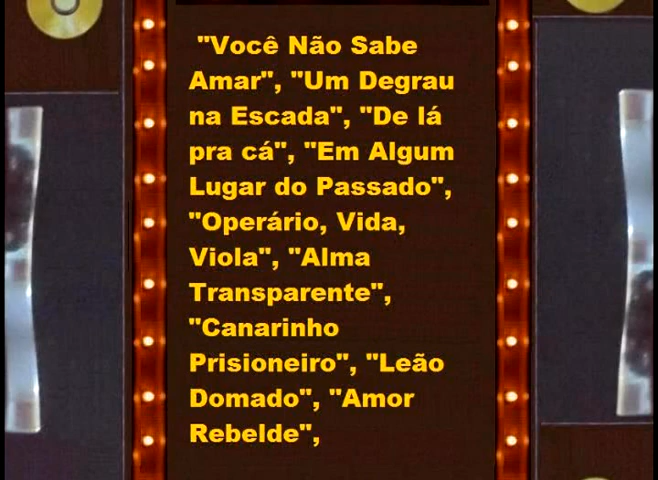 "Você Não Sabe
Amar", "Um Degrau
na Escada", "De lá
pra cá", "Em Algum
Lugar do Passado",
"Operário, Vida,
Viola", "Alma
Transparente",
"Canarinho
Prisioneiro", "Leão
Domado", "Amor
Rebelde",